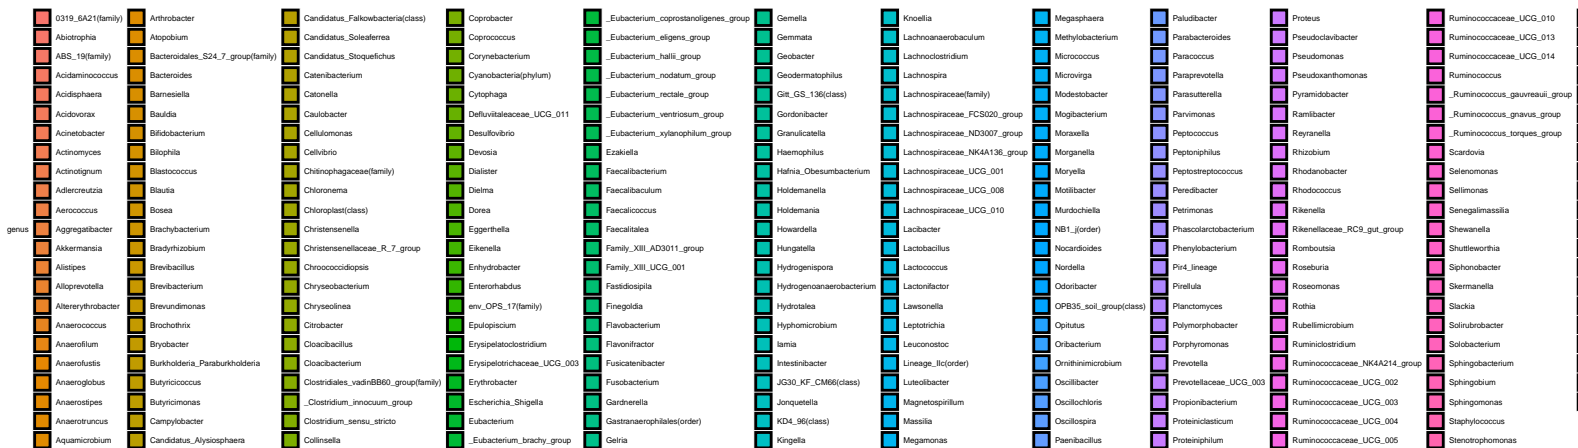 genus
0319_6A21(family)
Abiotrophia
ABS_19(family)
Acidaminococcus
Acidisphaera
Acidovorax
Acinetobacter
Actinomyces
Actinotignum
Adlercreutzia
Aerococcus
Aggregatibacter
Akkermansia
Alistipes
Alloprevotella
Altererythrobacter
Anaerococcus
Anaerofilum
Anaerofustis
Anaeroglobus
Anaerostipes
Anaerotruncus
Aquamicrobium
Arthrobacter
Atopobium
Bacteroidales_S24_7_group(family)
Bacteroides
Barnesiella
Bauldia
Bifidobacterium
Bilophila
Blastococcus
Blautia
Bosea
Brachybacterium
Bradyrhizobium
Brevibacillus
Brevibacterium
Brevundimonas
Brochothrix
Bryobacter
Burkholderia_Paraburkholderia
Butyricicoccus
Butyricimonas
Campylobacter
Candidatus_Alysiosphaera
Candidatus_Falkowbacteria(class)
Candidatus_Soleaferrea
Candidatus_Stoquefichus
Catenibacterium
Catonella
Caulobacter
Cellulomonas
Cellvibrio
Chitinophagaceae(family)
Chloronema
Chloroplast(class)
Christensenella
Christensenellaceae_R_7_group
Chroococcidiopsis
Chryseobacterium
Chryseolinea
Citrobacter
Cloacibacillus
Cloacibacterium
Clostridiales_vadinBB60_group(family)
_Clostridium_innocuum_group
Clostridium_sensu_stricto
Collinsella
Coprobacter
Coprococcus
Corynebacterium
Cyanobacteria(phylum)
Cytophaga
Defluviitaleaceae_UCG_011
Desulfovibrio
Devosia
Dialister
Dielma
Dorea
Eggerthella
Eikenella
Enhydrobacter
Enterorhabdus
env_OPS_17(family)
Epulopiscium
Erysipelatoclostridium
Erysipelotrichaceae_UCG_003
Erythrobacter
Escherichia_Shigella
Eubacterium
_Eubacterium_brachy_group
_Eubacterium_coprostanoligenes_group
_Eubacterium_eligens_group
_Eubacterium_hallii_group
_Eubacterium_nodatum_group
_Eubacterium_rectale_group
_Eubacterium_ventriosum_group
_Eubacterium_xylanophilum_group
Ezakiella
Faecalibacterium
Faecalibaculum
Faecalicoccus
Faecalitalea
Family_XIII_AD3011_group
Family_XIII_UCG_001
Fastidiosipila
Finegoldia
Flavobacterium
Flavonifractor
Fusicatenibacter
Fusobacterium
Gardnerella
Gastranaerophilales(order)
Gelria
Gemella
Gemmata
Geobacter
Geodermatophilus
Gitt_GS_136(class)
Gordonibacter
Granulicatella
Haemophilus
Hafnia_Obesumbacterium
Holdemanella
Holdemania
Howardella
Hungatella
Hydrogenispora
Hydrogenoanaerobacterium
Hydrotalea
Hyphomicrobium
Iamia
Intestinibacter
JG30_KF_CM66(class)
Jonquetella
KD4_96(class)
Kingella
Knoellia
Lachnoanaerobaculum
Lachnoclostridium
Lachnospira
Lachnospiraceae(family)
Lachnospiraceae_FCS020_group
Lachnospiraceae_ND3007_group
Lachnospiraceae_NK4A136_group
Lachnospiraceae_UCG_001
Lachnospiraceae_UCG_008
Lachnospiraceae_UCG_010
Lacibacter
Lactobacillus
Lactococcus
Lactonifactor
Lawsonella
Leptotrichia
Leuconostoc
Lineage_IIc(order)
Luteolibacter
Magnetospirillum
Massilia
Megamonas
Megasphaera
Methylobacterium
Micrococcus
Microvirga
Modestobacter
Mogibacterium
Moraxella
Morganella
Moryella
Motilibacter
Murdochiella
NB1_j(order)
Nocardioides
Nordella
Odoribacter
OPB35_soil_group(class)
Opitutus
Oribacterium
Ornithinimicrobium
Oscillibacter
Oscillochloris
Oscillospira
Paenibacillus
Paludibacter
Parabacteroides
Paracoccus
Paraprevotella
Parasutterella
Parvimonas
Peptococcus
Peptoniphilus
Peptostreptococcus
Peredibacter
Petrimonas
Phascolarctobacterium
Phenylobacterium
Pir4_lineage
Pirellula
Planctomyces
Polymorphobacter
Porphyromonas
Prevotella
Prevotellaceae_UCG_003
Propionibacterium
Proteiniclasticum
Proteiniphilum
Proteus
Pseudoclavibacter
Pseudomonas
Pseudoxanthomonas
Pyramidobacter
Ramlibacter
Reyranella
Rhizobium
Rhodanobacter
Rhodococcus
Rikenella
Rikenellaceae_RC9_gut_group
Romboutsia
Roseburia
Roseomonas
Rothia
Rubellimicrobium
Ruminiclostridium
Ruminococcaceae_NK4A214_group
Ruminococcaceae_UCG_002
Ruminococcaceae_UCG_003
Ruminococcaceae_UCG_004
Ruminococcaceae_UCG_005
Ruminococcaceae_UCG_010
Ruminococcaceae_UCG_013
Ruminococcaceae_UCG_014
Ruminococcus
_Ruminococcus_gauvreauii_group
_Ruminococcus_gnavus_group
_Ruminococcus_torques_group
Scardovia
Selenomonas
Sellimonas
Senegalimassilia
Shewanella
Shuttleworthia
Siphonobacter
Skermanella
Slackia
Solirubrobacter
Solobacterium
Sphingobacterium
Sphingobium
Sphingomonas
Staphylococcus
Stenotrophomonas